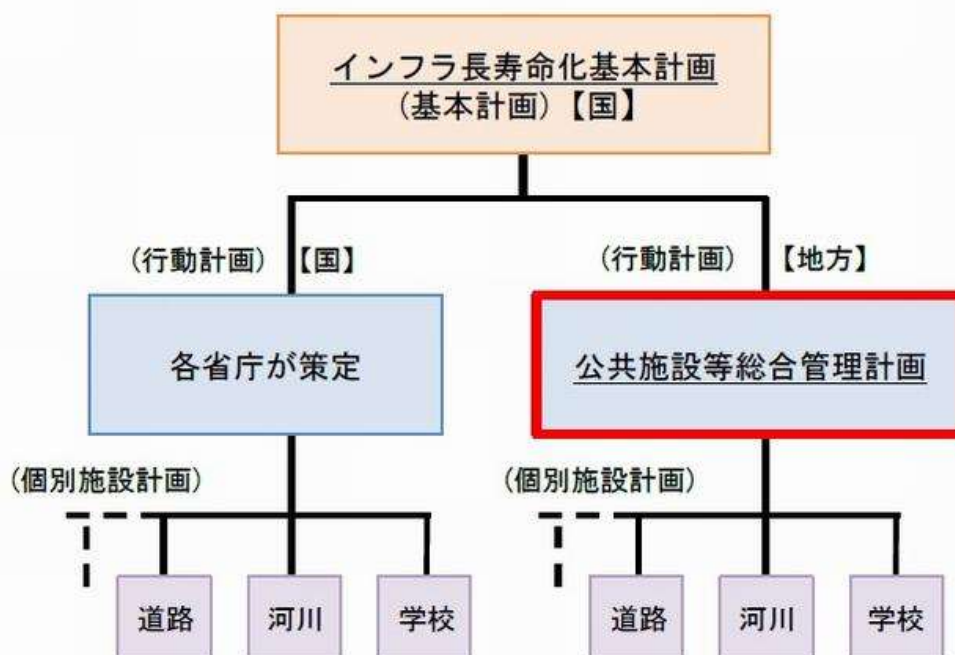 インフラ長寿命化基本計画
(基本計画)【国】
(行動計画) 【国】
(行動計画) 【地方】
各省庁が策定
公共施設等総合管理計画
(個別施設計画)
(個別施設計画)
道路
河川
学校
道路
河川
学校